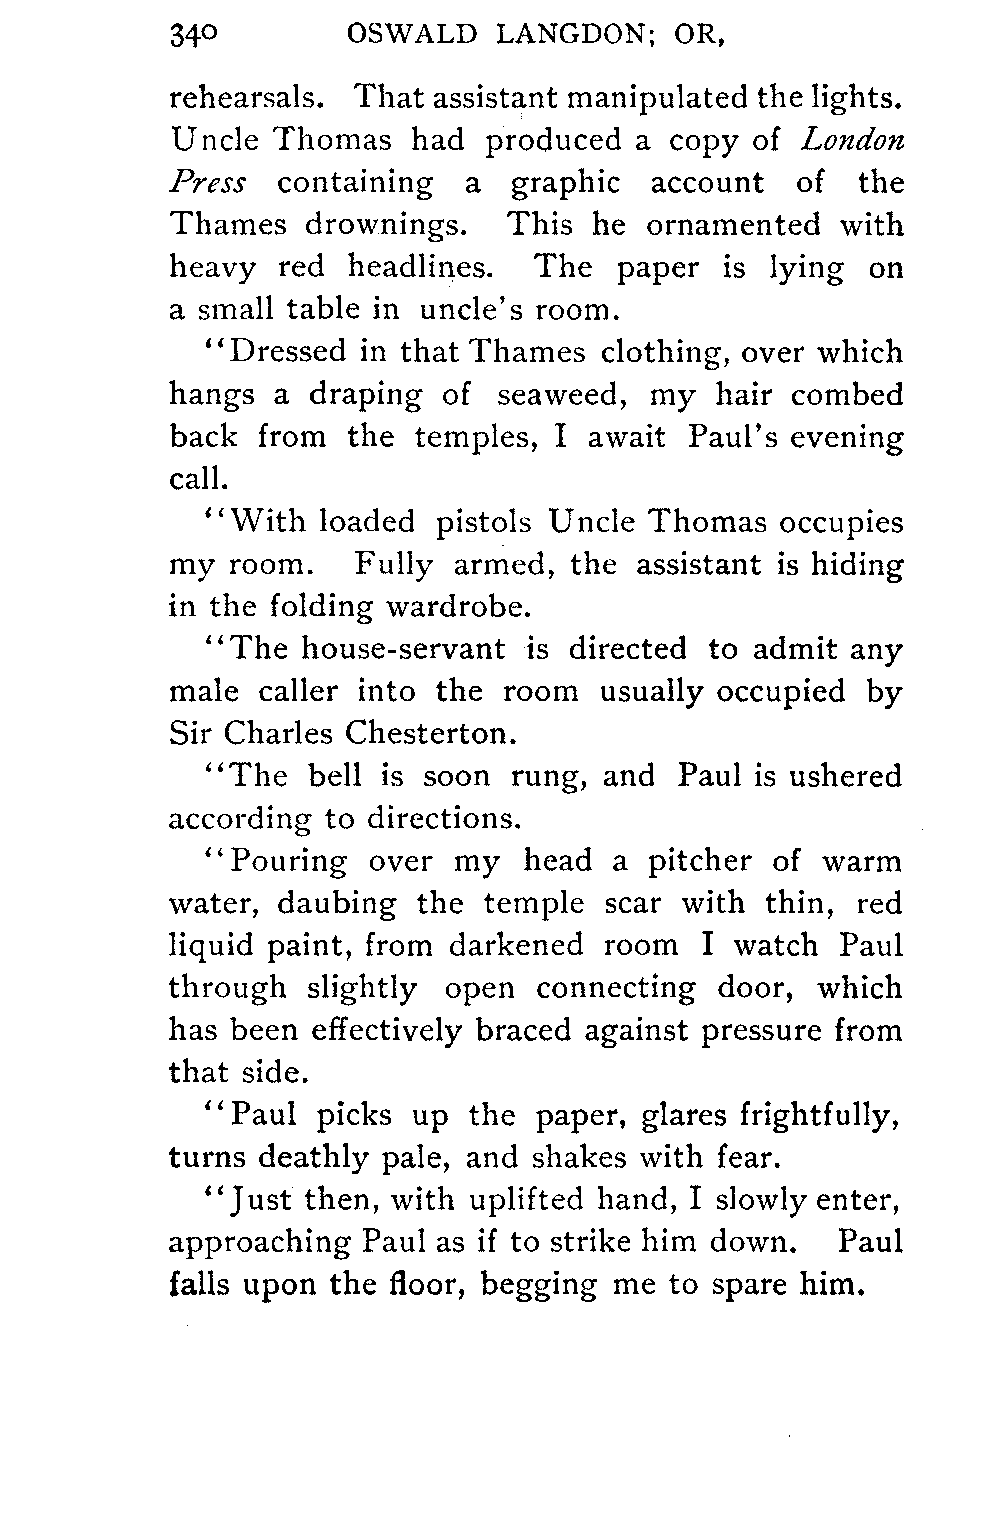 340 OSWALD LANGDON; OR,
rehearsals. That assistant manipulated the lights.
Uncle Thomas had produced a copy of London
Press containing a graphic account of the
Thames drownings. This he ornamented with
heavy red headlines. The paper is lying on
a small table in uncle's room.
"Dressed in that Thames clothing, over which
hangs a draping of seaweed, my hair combed
back from the temples, I await Paul's evening
call.
"With loaded pistols Uncle Thomas occupies
my room. Fully armed, the assistant is hiding
in the folding wardrobe.
"The house-servant is directed to admit any
male caller into the room usually occupied by
Sir Charles Chesterton.
"The bell is soon rung, and Paul is ushered
according to directions.
"Pouring over my head a pitcher of warm
water, daubing the temple scar with thin, red
liquid paint, from darkened room I watch Paul
through slightly open connecting door, which
has been effectively braced against pressure from
that side.
"Paul picks up the paper, glares frightfully,
turns deathly pale, and shakes with fear.
"Just then, with uplifted hand, I slowly enter,
approaching Paul as if to strike him down. Paul
falls upon the floor, begging me to spare him.